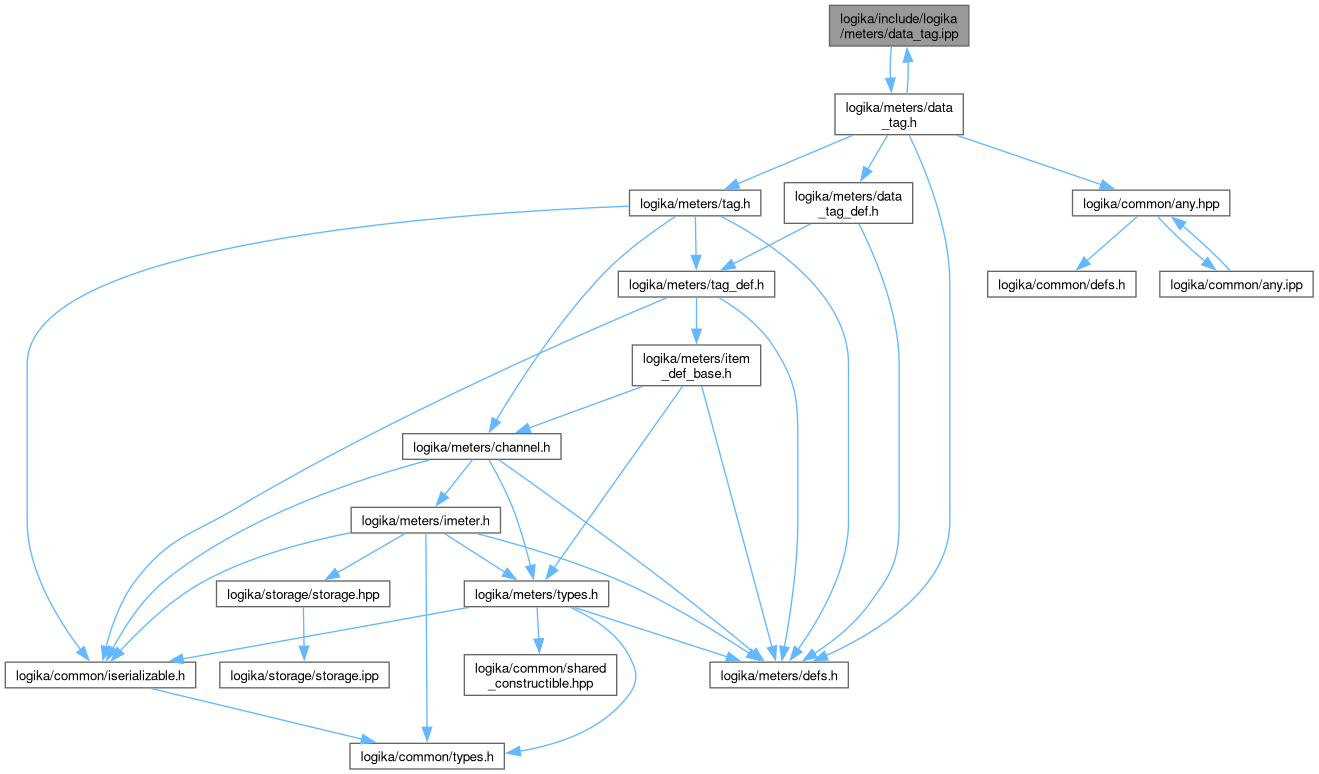 logika/include/logika
/meters/data_tag.ipp
logika/meters/data
_tag.h
logika/meters/tag.h
logika/meters/data
_tag_def.h
logika/common/any.hpp
logika/meters/tag_def.h
logika/common/defs.h
logika/common/any.ipp
logika/meters/item
_def_base.h
logika/meters/channel.h
logika/meters/imeter.h
logika/storage/storage.hpp
logika/meters/types.h
logika/common/iserializable.h
logika/storage/storage.ipp
logika/common/shared
_constructible.hpp
logika/meters/defs.h
logika/common/types.h